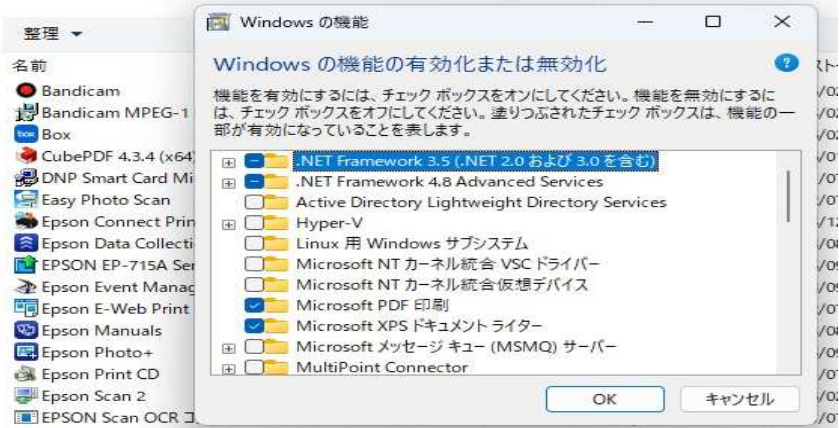 Windows の機能
整理
名前
Bandicam
Bandicam MPEG-1
box
Box
CubePDF 4.3.4 (x64)
DNP Smart Card Mi
Easy Photo Scan
Epson Connect Prin
Epson Data Collecti
EPSON EP-715A Ser
Epson Event Manag
Epson E-Web Print
Epson Manuals
Epson Photo+
Epson Print CD
Epson Scan 2
EPSON Scan OCR コ
Windows の機能の有効化または無効化
機能を有効にするには、チェック ボックスをオンにしてください。機能を無効にするに
は、チェック ボックスをオフにしてください。塗りつぶされたチェック ボックスは、機能の一
部が有効になっていることを表します。
.NET Framework 3.5 (.NET 2.0 および 3.0 を含む)
.NET Framework 4.8 Advanced Services
Active Directory Lightweight Directory Services
Hyper-V
Linux 用 Windows サブシステム
Microsoft NT カーネル統合 VSC ドライバー
Microsoft NT カーネル統合仮想デバイス
Microsoft PDF 印刷
Microsoft XPS ドキュメント ライター
Microsoft メッセージ キュー (MSMQ) サーバー
MultiPoint Connector
OK
キャンセル